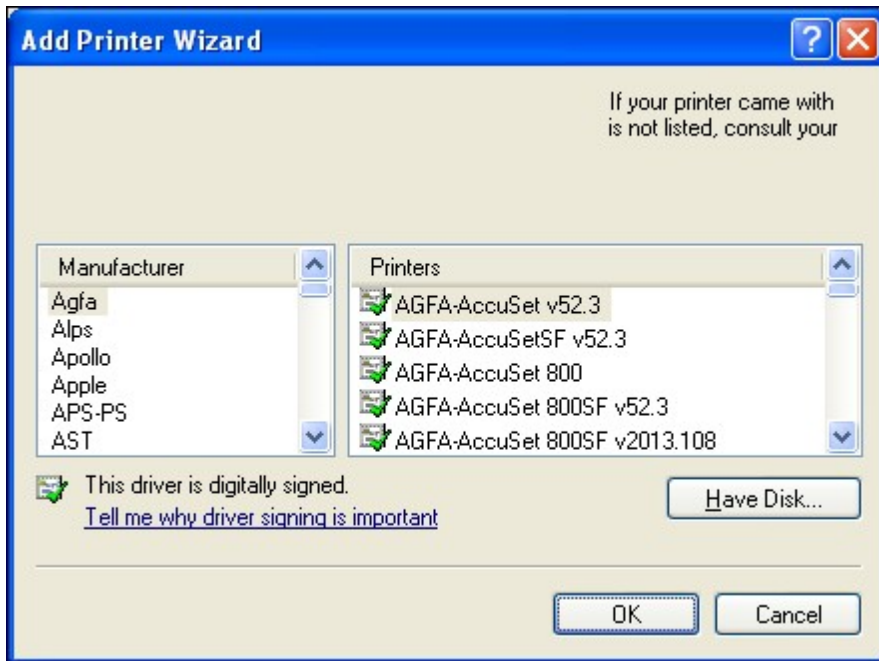 Add Printer Wizard
If your printer came with
is not listed, consult your
Manufacturer
Agfa
Alps
Apollo
Apple
APS-PS
AST
Printers
AGFA-AccuSet v52.3
AGFA-AccuSetSF v52.3
AGFA-AccuSet 800
AGFA-AccuSet 800SF v52.3
AGFA-AccuSet 800SF v2013.108
This driver is digitally signed.
Tell me why driver signing is important
Have Disk...
OK
Cancel